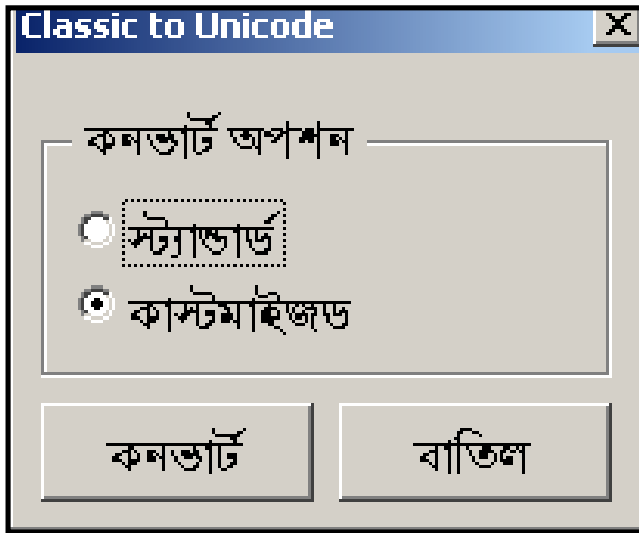 Classic to Unicode
কনভার্ট অপশন
স্ট্যান্ডার্ড
কাস্টমাইজড
কনভার্ট
বাতিল